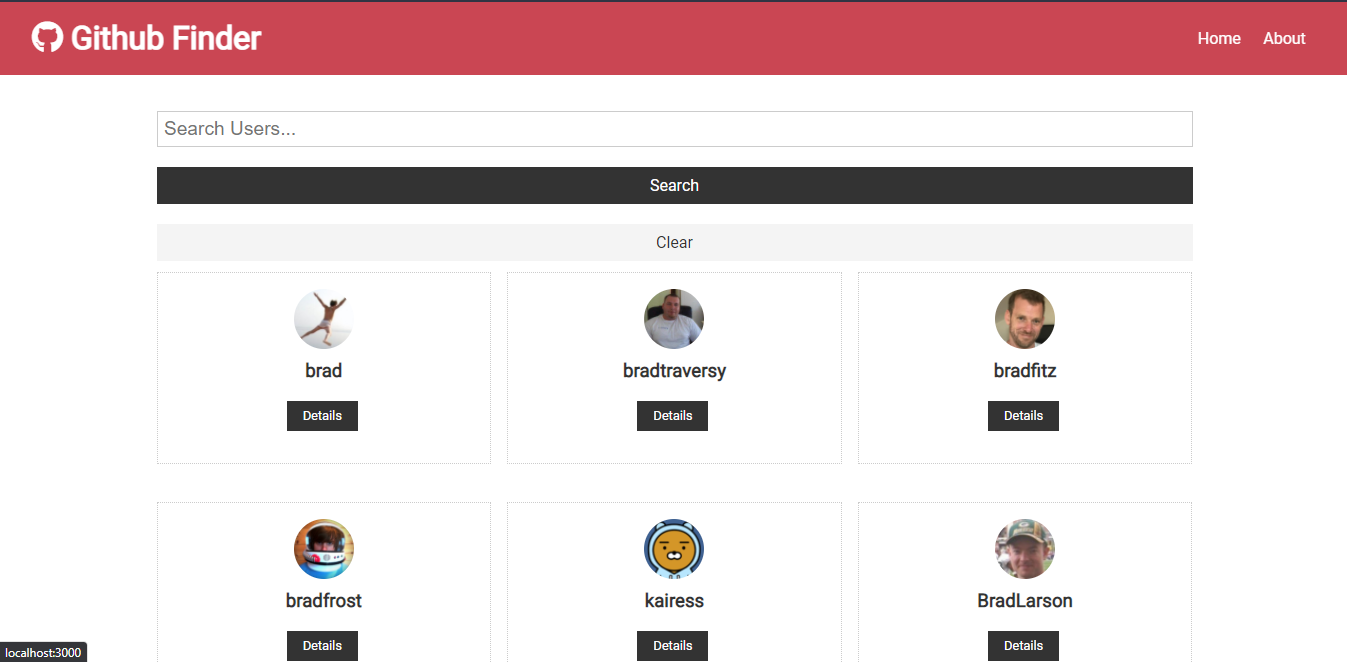 Github Finder
Home About
Search Users...
Search
Clear
brad bradtraversy bradfitz
Details Details Details
bradfrost kairess BradLarson
Details Details Details
localhost:3000